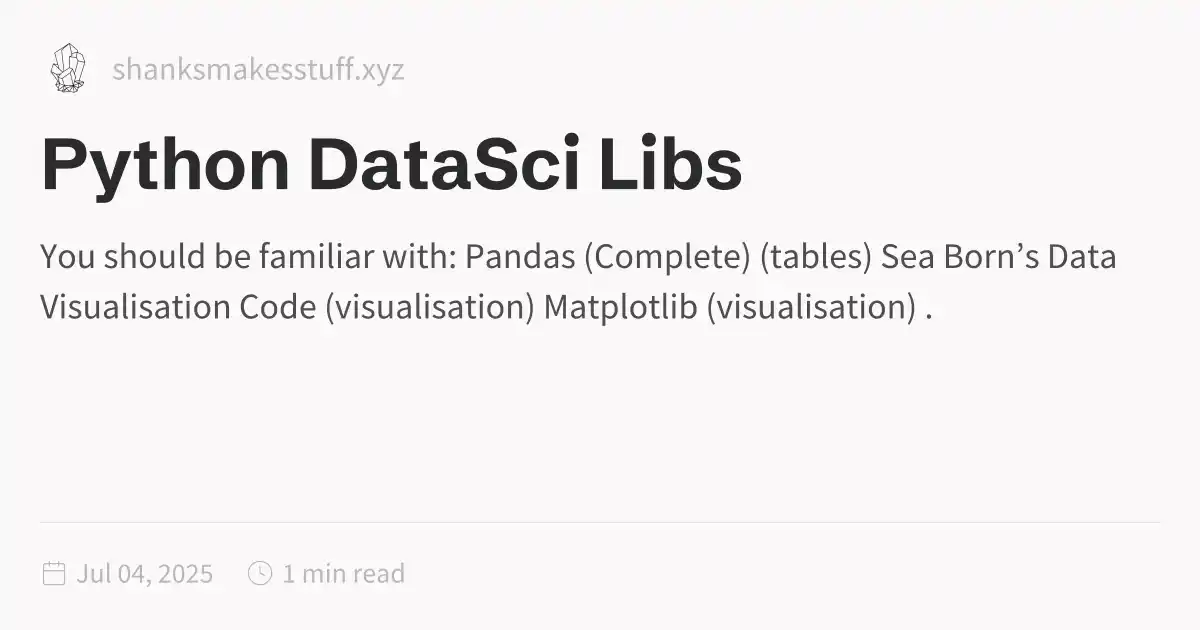 shanksmakesstuff.xyz
Python DataSci Libs
You should be familiar with: Pandas (Complete) (tables) Sea Born’s Data
Visualisation Code (visualisation) Matplotlib (visualisation) .
Jul 04, 2025 1 min read